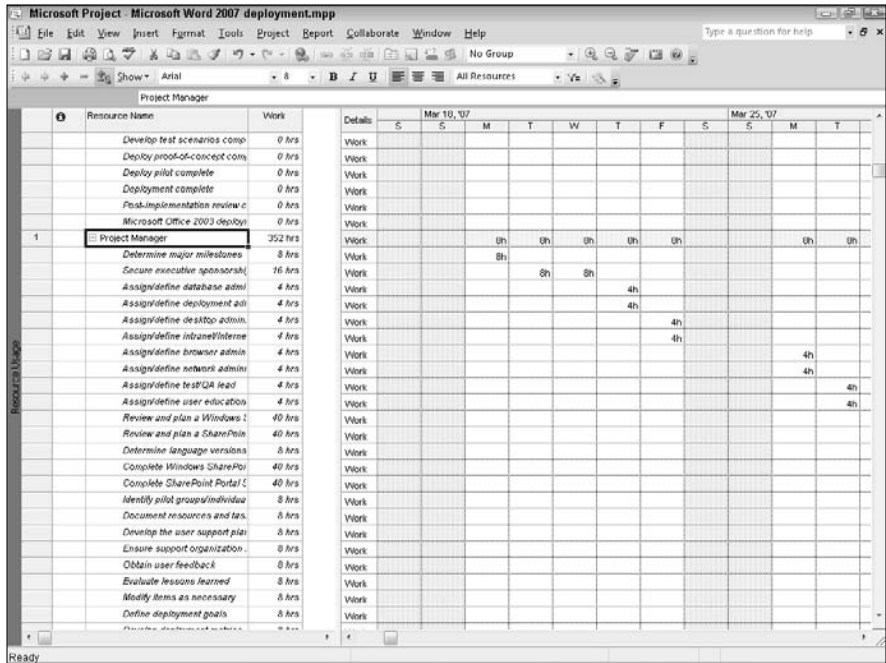 Microsoft Project - Microsoft Word 2007 deployment.mpp
File Edit View Insert Format Tools Project Report Collaborate Window Help Type a question for help
No Group
Show Arial 8 B I U All Resources
Project Manager
Resource Name Work Details Mar 18, '07 Mar 25, '07
S S M T W T F S S M T
Develop test scenarios comp 0 hrs Work
Deploy proof-of-concept com 0 hrs Work
Deploy pilot complete 0 hrs Work
Deployment complete 0 hrs Work
Post-implementation review c 0 hrs Work
Microsoft Office 2003 deploy 0 hrs Work
1 Project Manager 352 hrs Work 8h 8h 8h 8h 8h 8h 8h
Determine major milestones 8 hrs Work 8h
Secure executive sponsorshi 16 hrs Work 8h 8h
Assign/define database admi 4 hrs Work 4h
Assign/define deployment adi 4 hrs Work 4h
Assign/define desktop admin. 4 hrs Work 4h
Assign/define intranet/Interne 4 hrs Work 4h
Assign/define browser admin 4 hrs Work 4h
Assign/define network admini 4 hrs Work 4h
Assign/define test/QA lead 4 hrs Work 4h
Assign/define user education 4 hrs Work 4h
Review and plan a Windows S 40 hrs Work
Review and plan a SharePoin 40 hrs Work
Determine language versions 8 hrs Work
Complete Windows SharePoi 40 hrs Work
Complete SharePoint Portal S 40 hrs Work
Identify pilot groups/individua 8 hrs Work
Document resources and tas. 8 hrs Work
Develop the user support plan 8 hrs Work
Ensure support organization . 8 hrs Work
Obtain user feedback 8 hrs Work
Evaluate lessons learned 8 hrs Work
Modify items as necessary 8 hrs Work
Define deployment goals 8 hrs Work
Resource Usage
Ready